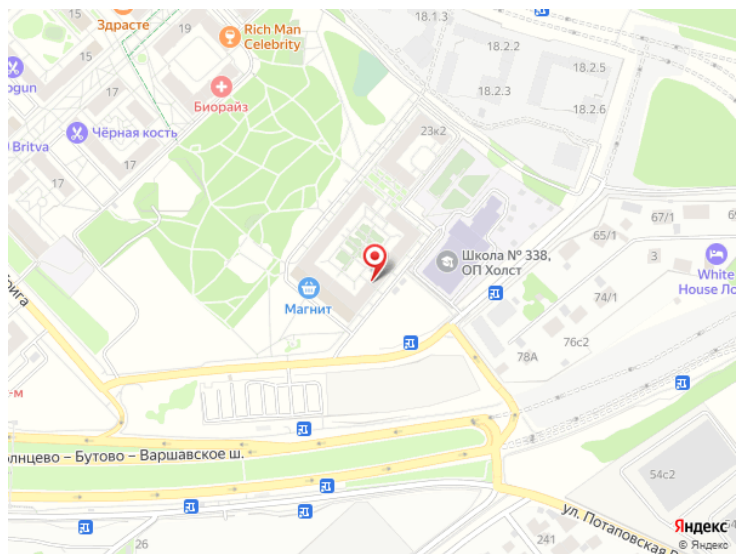 Здрасте
19
Rich Man
Celebrity
18.1.3
15
18.2.2
ogun
15
18.2.5
Биорайз
18.2.3
18.2.6
Чёрная кость
23к2
Britva
17
17
17
67/1
65/1
Школа № 338,
ОП Холст
3
White
House Ло
Магнит
74/1
рига
76с2
78А
-м
олнцево – Бутово – Варшавское ш.
54с2
ул. Потаповская
241
26
Яндекс
© Яндекс